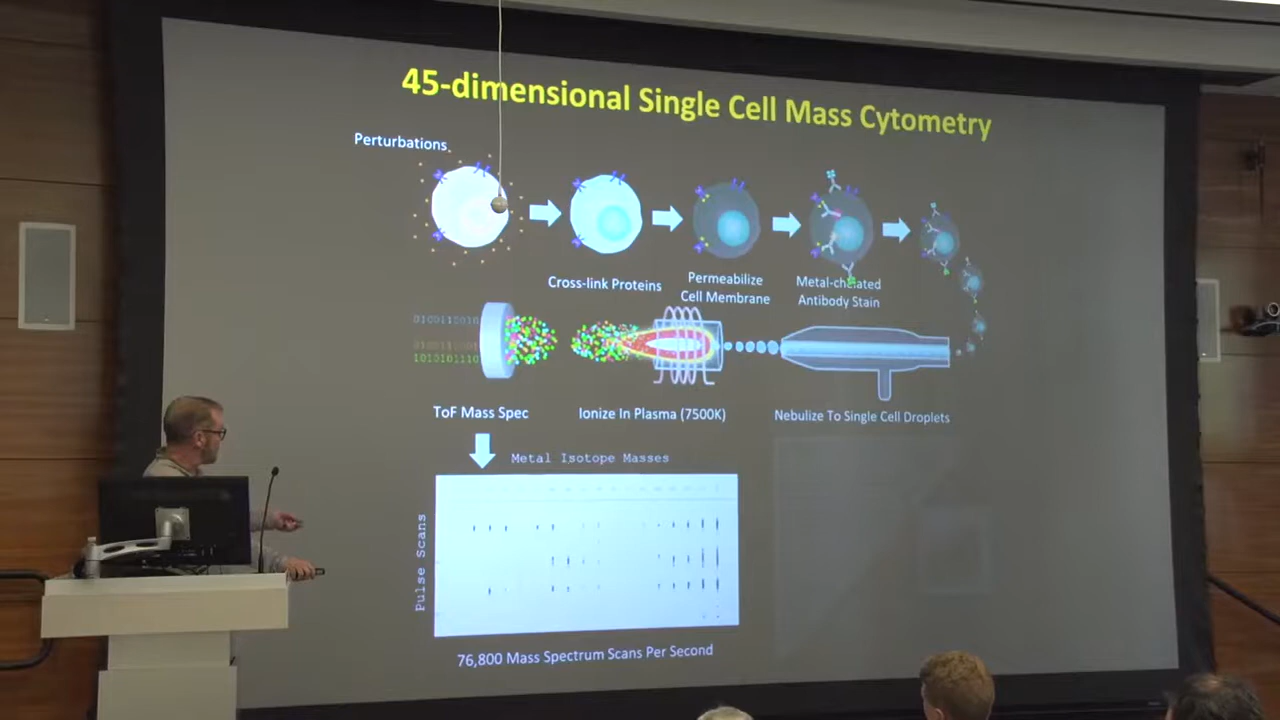 45-dimensional Single Cell Mass Cytometry
Perturbations
Cross-link Proteins
Permeabilize
Cell Membrane
Metal-chelated
Antibody Stain
1010101110
ToF Mass Spec
Ionize In Plasma (7500K)
Nebulize To Single Cell Droplets
Metal Isotope Masses
Pulse Scans
76,800 Mass Spectrum Scans Per Second